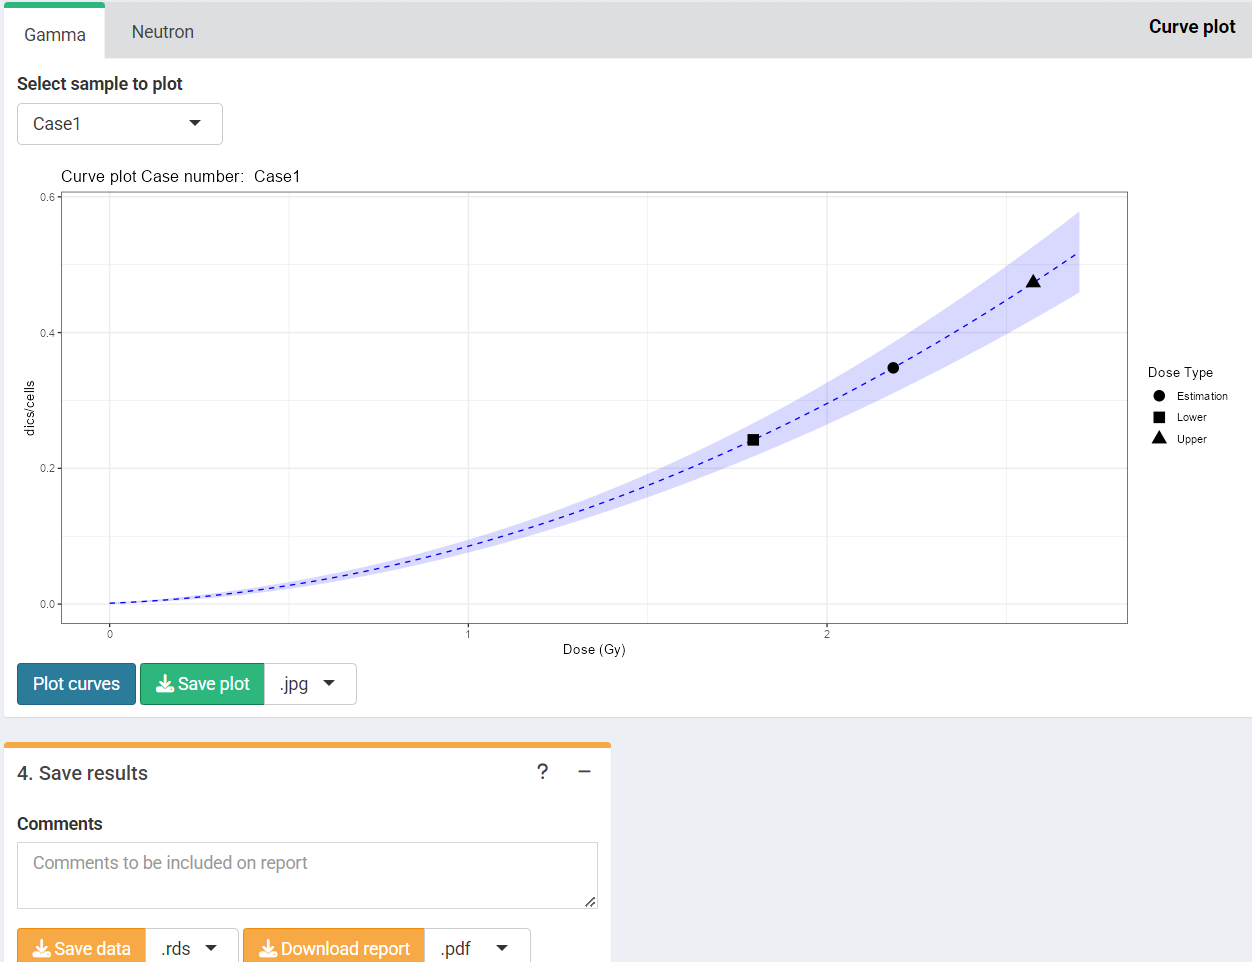 Gamma
Neutron
Curve plot
Select sample to plot
Case1
Curve plot Case number:  Case1
0.6
0.4
0.2
0.0
dics/cells
0
1
2
Dose (Gy)
Dose Type
Estimation
Lower
Upper
Plot curves
Save plot
.jpg
4. Save results
?
Comments
Comments to be included on report
Save data
.rds
Download report
.pdf